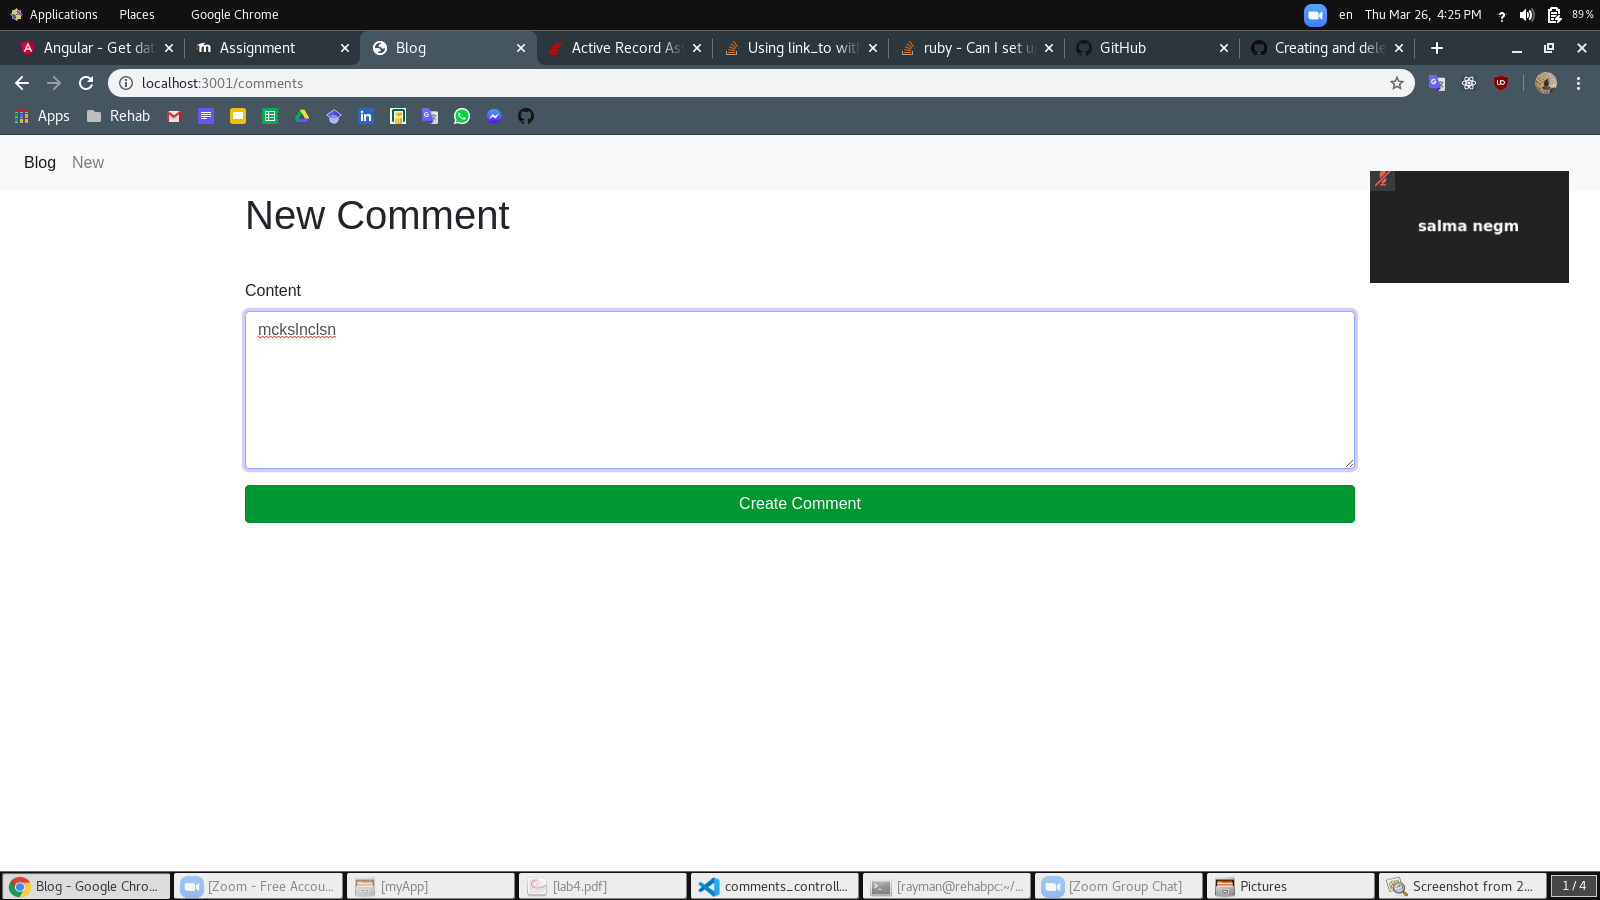 Applications Places Google Chrome en Thu Mar 26, 4:25 PM ? 89 %
Angular - Get dat Assignment Blog Active Record As Using link_to with ruby - Can I set u GitHub Creating and dele
localhost:3001/comments
Apps Rehab
Blog New
New Comment
salma negm
Content
mckslnclsn
Create Comment
Blog - Google Chro... [Zoom - Free Accou... [myApp] [lab4.pdf] comments_controll... [rayman@rehabpc:~/... [Zoom Group Chat] Pictures Screenshot from 2... 1 / 4